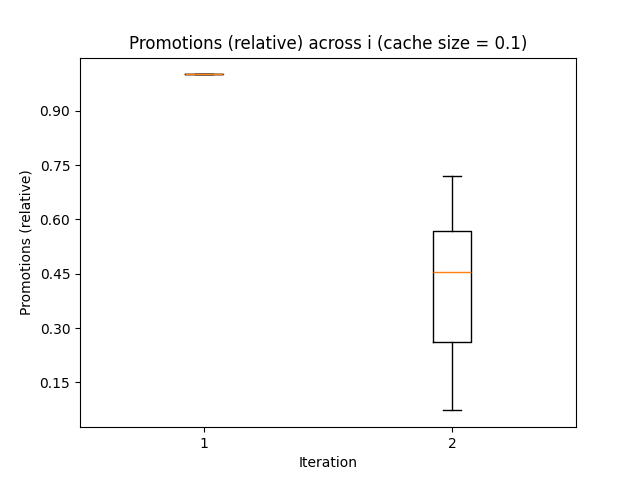 Promotions (relative) across i (cache size = 0.1)
Promotions (relative)
0.90
0.75
0.60
0.45
0.30
0.15
1
2
Iteration